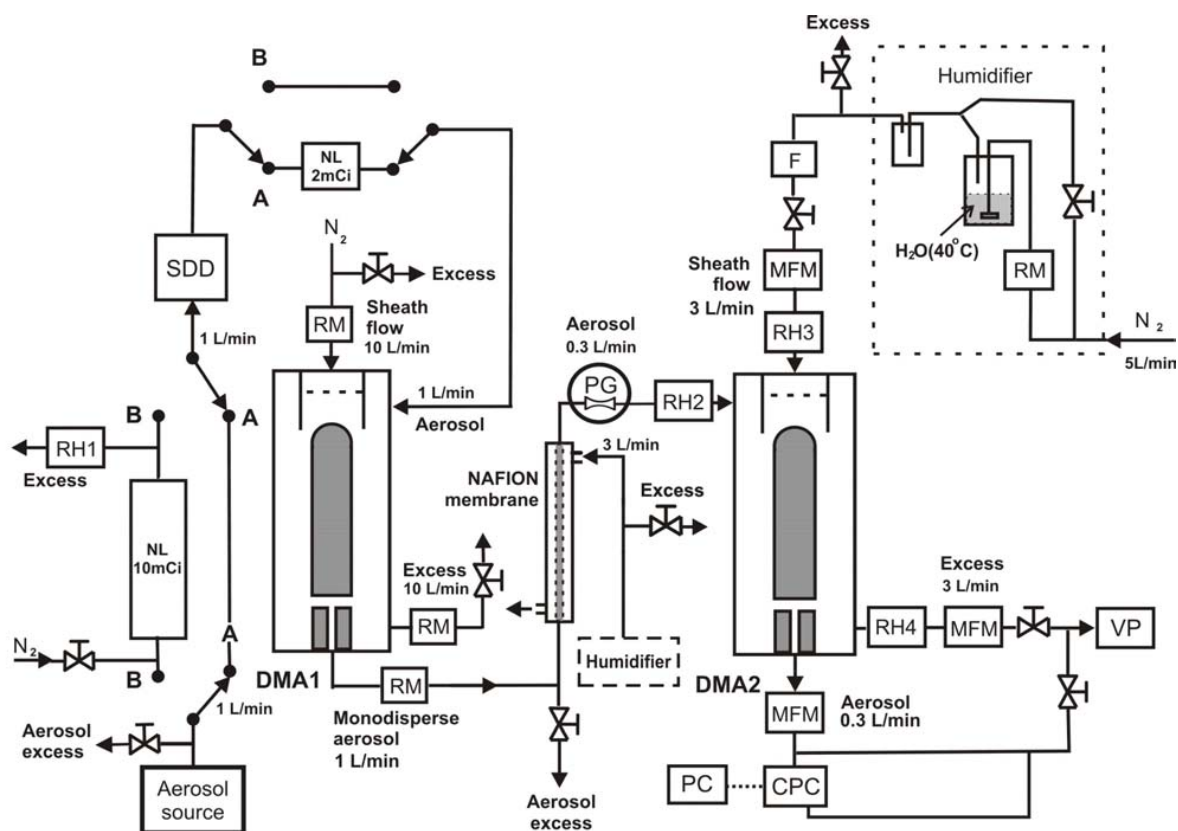 Excess
B
Humidifier
NL
2mCi
A
F
N2
H2O(40°C)
SDD
Excess
Sheath
flow
3 L/min
MFM
RM
RM
Sheath
flow
10 L/min
Aerosol
0.3 L/min
RH3
N2
5L/min
1 L/min
PG
RH2
1 L/min
Aerosol
B
A
RH1
Excess
3 L/min
NAFION
membrane
Excess
NL
10mCi
Excess
10 L/min
Excess
3 L/min
RM
RH4
MFM
VP
A
N2
Humidifier
B
DMA1
RM
DMA2
1 L/min
Monodisperse
aerosol
1 L/min
MFM
Aerosol
0.3 L/min
Aerosol
excess
Aerosol
source
PC
CPC
Aerosol
excess